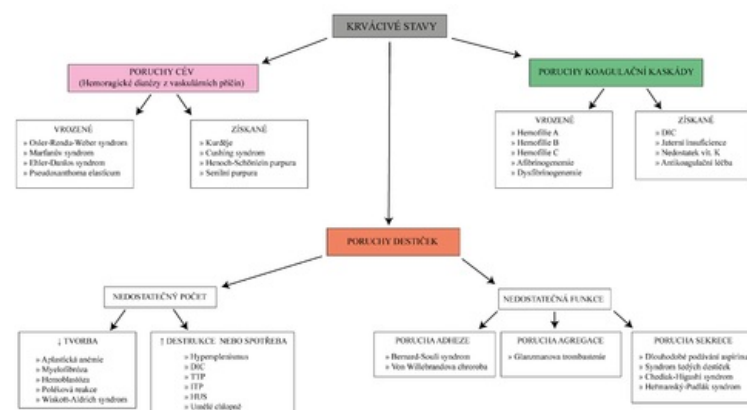 KRVÁCIVÉ STAVY
PORUCHY CÉV
(Hemoragické diatézy z vaskulárních příčin)
PORUCHY KOAGULAČNÍ KASKÁDY
VROZENÉ
» Osler-Rendu-Weber syndrom
» Marfanův syndrom
» Ehler-Danlos syndrom
» Pseudoxanthoma elasticum
ZÍSKANÉ
» Kurděje
» Cushing syndrom
» Henoch-Schönlein purpura
» Senilní purpura
VROZENÉ
» Hemofilie A
» Hemofilie B
» Hemofilie C
» Afibrinogenemie
» Dysfibrinogenemie
ZÍSKANÉ
» DIC
» Jaterní insuficience
» Nedostatek vit. K
» Antikoagulační léčba
PORUCHY DESTIČEK
NEDOSTATEČNÝ POČET
NEDOSTATEČNÁ FUNKCE
↓ TVORBA
» Aplastická anémie
» Myelofibróza
» Hemoblastóza
» Poléková reakce
» Wiskott-Aldrich syndrom
↑ DESTRUKCE NEBO SPOTŘEBA
» Hypersplenismus
» DIC
» TTP
» ITP
» HUS
» Umělé chlopně
PORUCHA ADHEZE
» Bernard-Souli syndrom
» Von Willebrandova choroba
PORUCHA AGREGACE
» Glanzmanova trombastenie
PORUCHA SEKRECE
» Dlouhodobé podávání aspirinu
» Syndrom šedých destiček
» Chediak-Higashi syndrom
» Heřmanský-Pudlák syndrom